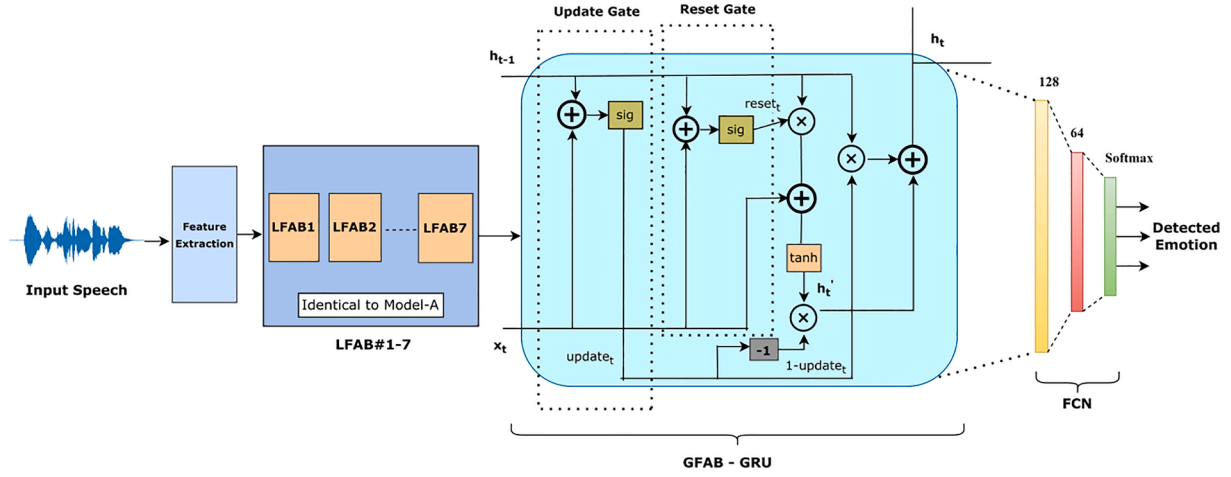 Update Gate
Reset Gate
h_t-1
h_t
sig
sig
reset_t
tanh
h_t'
-1
update_t
1-update_t
x_t
Input Speech
Feature
Extraction
LFAB1
LFAB2
LFAB7
Identical to Model-A
LFAB#1-7
GFAB - GRU
128
64
Softmax
Detected
Emotion
FCN